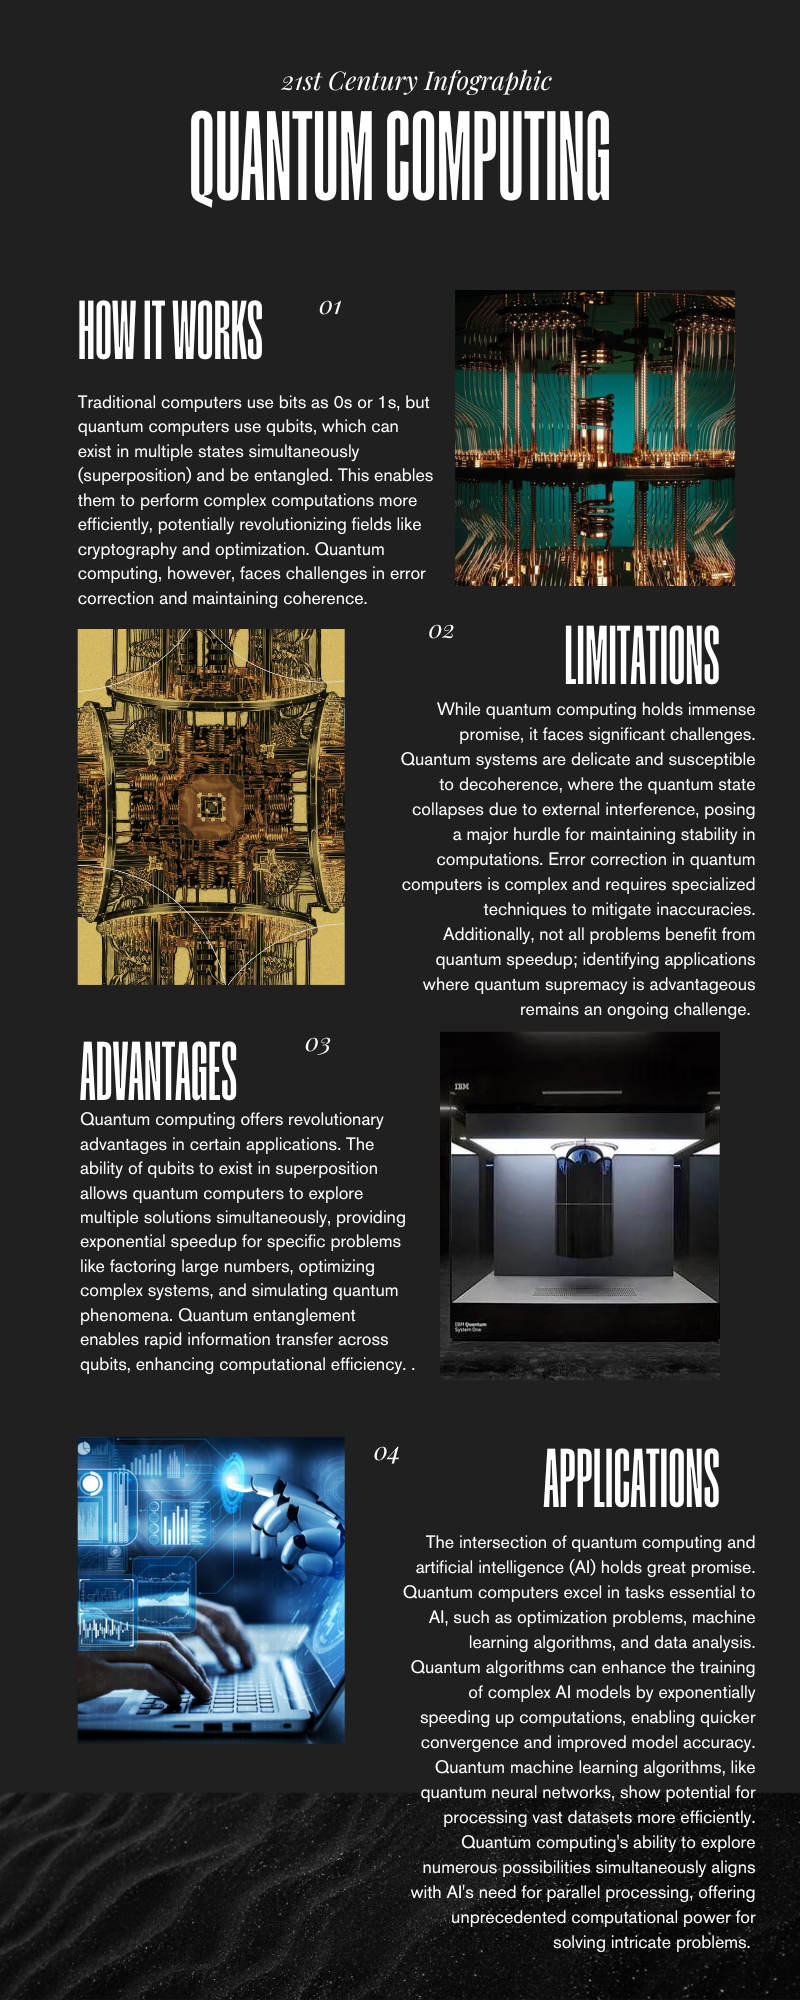 21st Century Infographic
QUANTUM COMPUTING
HOW IT WORKS
01
Traditional computers use bits as 0s or 1s, but
quantum computers use qubits, which can
exist in multiple states simultaneously
(superposition) and be entangled. This enables
them to perform complex computations more
efficiently, potentially revolutionizing fields like
cryptography and optimization. Quantum
computing, however, faces challenges in error
correction and maintaining coherence.
02
LIMITATIONS
While quantum computing holds immense
promise, it faces significant challenges.
Quantum systems are delicate and susceptible
to decoherence, where the quantum state
collapses due to external interference, posing
a major hurdle for maintaining stability in
computations. Error correction in quantum
computers is complex and requires specialized
techniques to mitigate inaccuracies.
Additionally, not all problems benefit from
quantum speedup; identifying applications
where quantum supremacy is advantageous
remains an ongoing challenge.
ADVANTAGES
03
Quantum computing offers revolutionary
advantages in certain applications. The
ability of qubits to exist in superposition
allows quantum computers to explore
multiple solutions simultaneously, providing
exponential speedup for specific problems
like factoring large numbers, optimizing
complex systems, and simulating quantum
phenomena. Quantum entanglement
enables rapid information transfer across
qubits, enhancing computational efficiency. .
IBM
IBM Quantum
System One
04
APPLICATIONS
The intersection of quantum computing and
artificial intelligence (AI) holds great promise.
Quantum computers excel in tasks essential to
AI, such as optimization problems, machine
learning algorithms, and data analysis.
Quantum algorithms can enhance the training
of complex AI models by exponentially
speeding up computations, enabling quicker
convergence and improved model accuracy.
Quantum machine learning algorithms, like
quantum neural networks, show potential for
processing vast datasets more efficiently.
Quantum computing's ability to explore
numerous possibilities simultaneously aligns
with AI's need for parallel processing, offering
unprecedented computational power for
solving intricate problems.